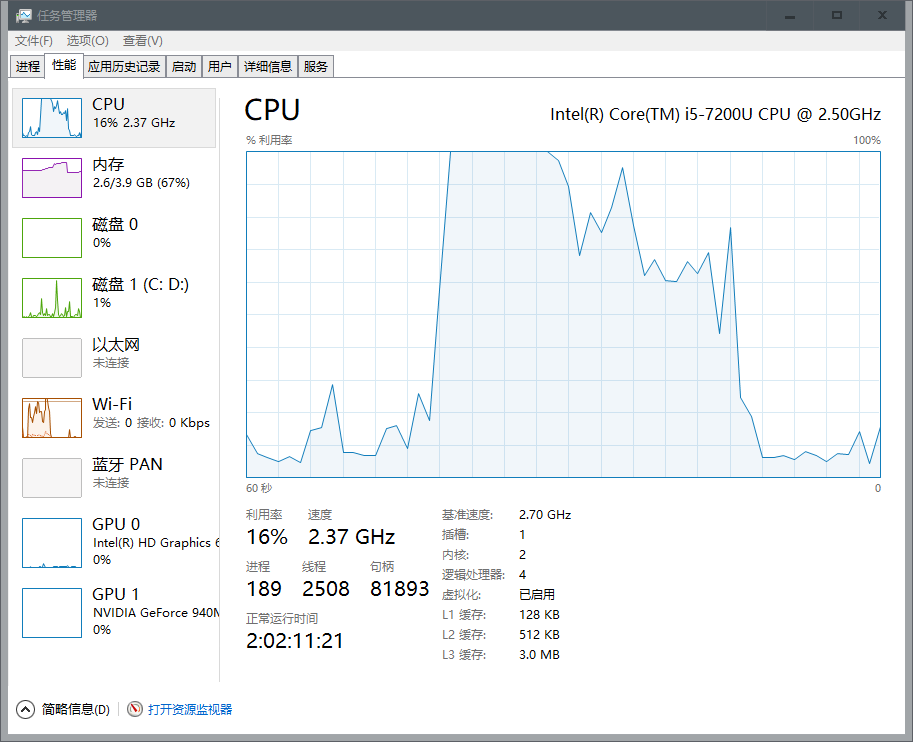 任务管理器
文件(F) 选项(O) 查看(V)
进程 性能 应用历史记录 启动 用户 详细信息 服务
CPU
16% 2.37 GHz
内存
2.6/3.9 GB (67%)
磁盘 0
0%
磁盘 1 (C: D:)
1%
以太网
未连接
Wi-Fi
发送: 0 接收: 0 Kbps
蓝牙 PAN
未连接
GPU 0
Intel(R) HD Graphics 6
0%
GPU 1
NVIDIA GeForce 940M
0%
CPU
Intel(R) Core(TM) i5-7200U CPU @ 2.50GHz
% 利用率
100%
60 秒
0
利用率 速度
16% 2.37 GHz
进程 线程 句柄
189 2508 81893
正常运行时间
2:02:11:21
基准速度: 2.70 GHz
插槽: 1
内核: 2
逻辑处理器: 4
虚拟化: 已启用
L1 缓存: 128 KB
L2 缓存: 512 KB
L3 缓存: 3.0 MB
简略信息(D)
打开资源监视器